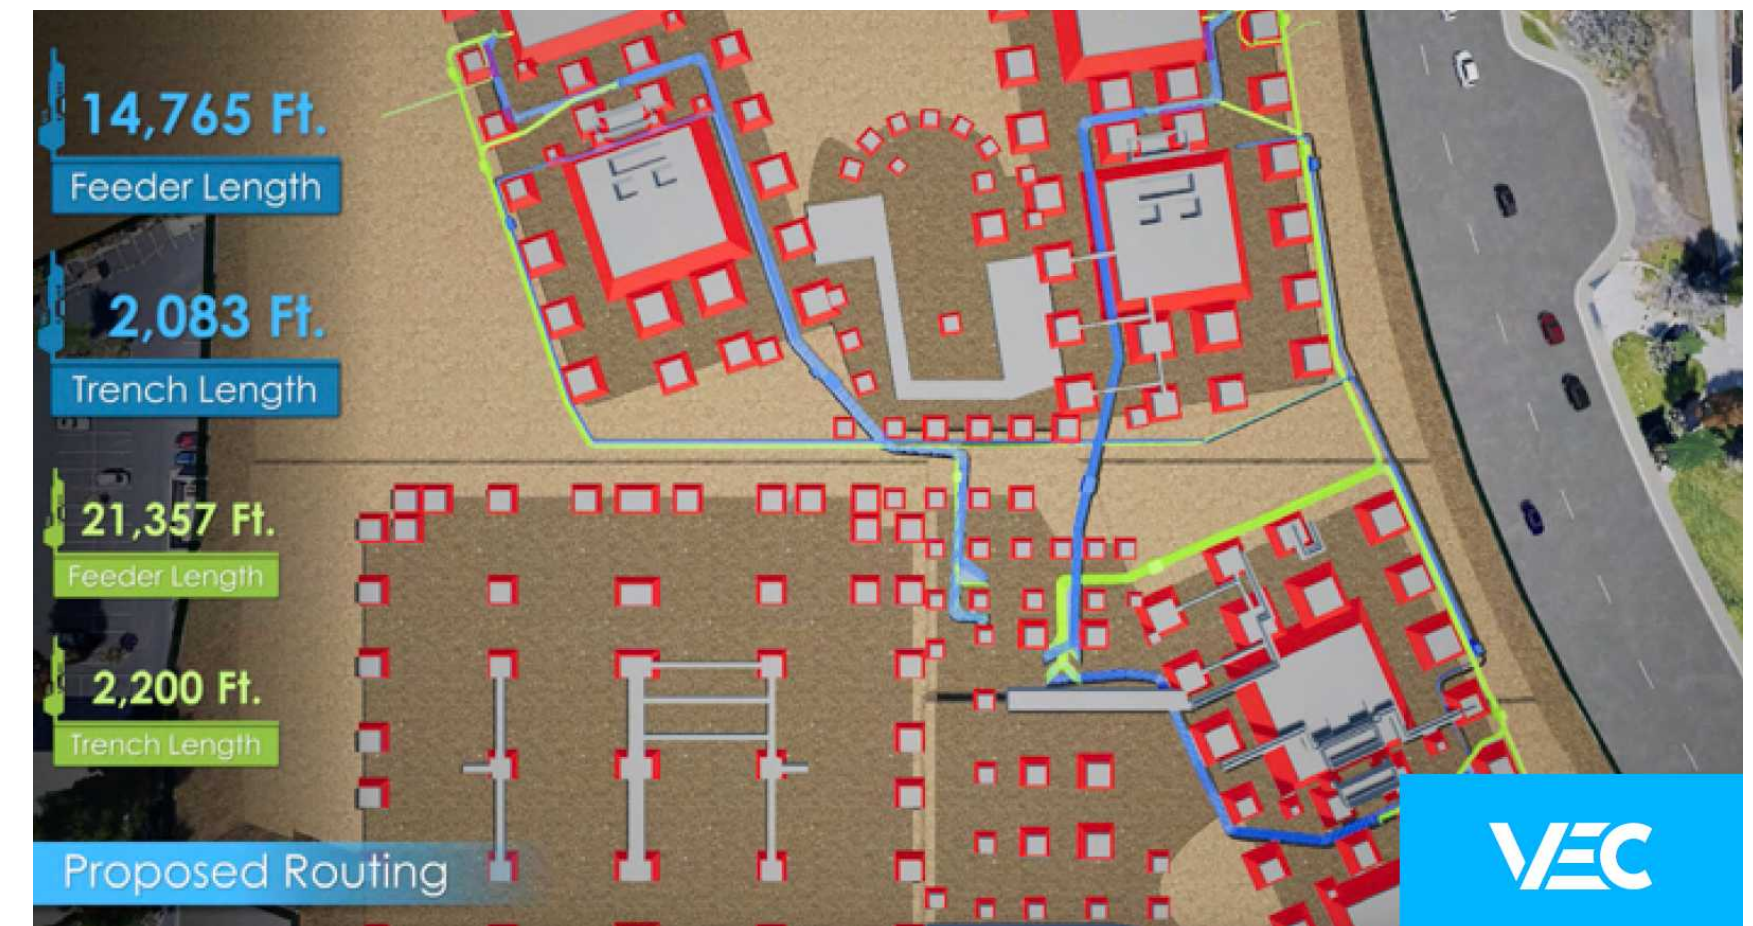 14,765 Ft.
Feeder Length
2,083 Ft.
Trench Length
21,357 Ft.
Feeder Length
2,200 Ft.
Trench Length
Proposed Routing
VEC